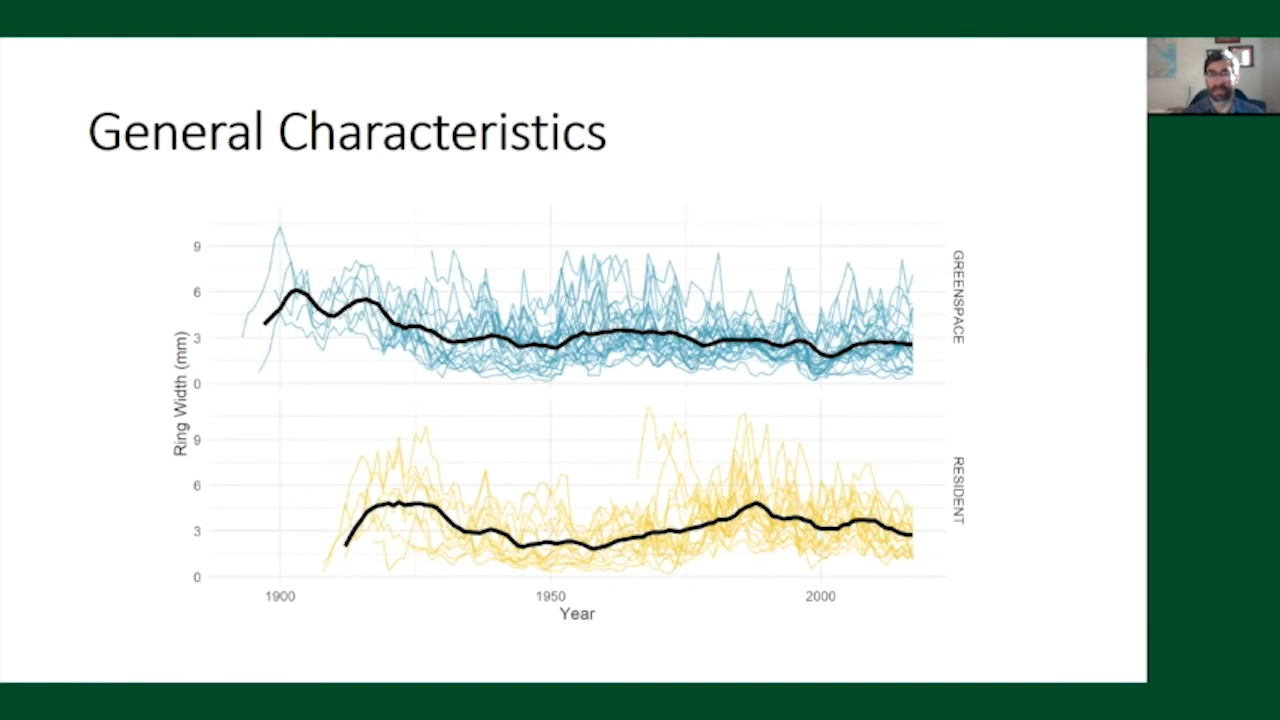 General Characteristics
9
6
3
0
GREENSPACE
Ring Width (mm)
9
6
3
0
RESIDENT
1900
1950
2000
Year